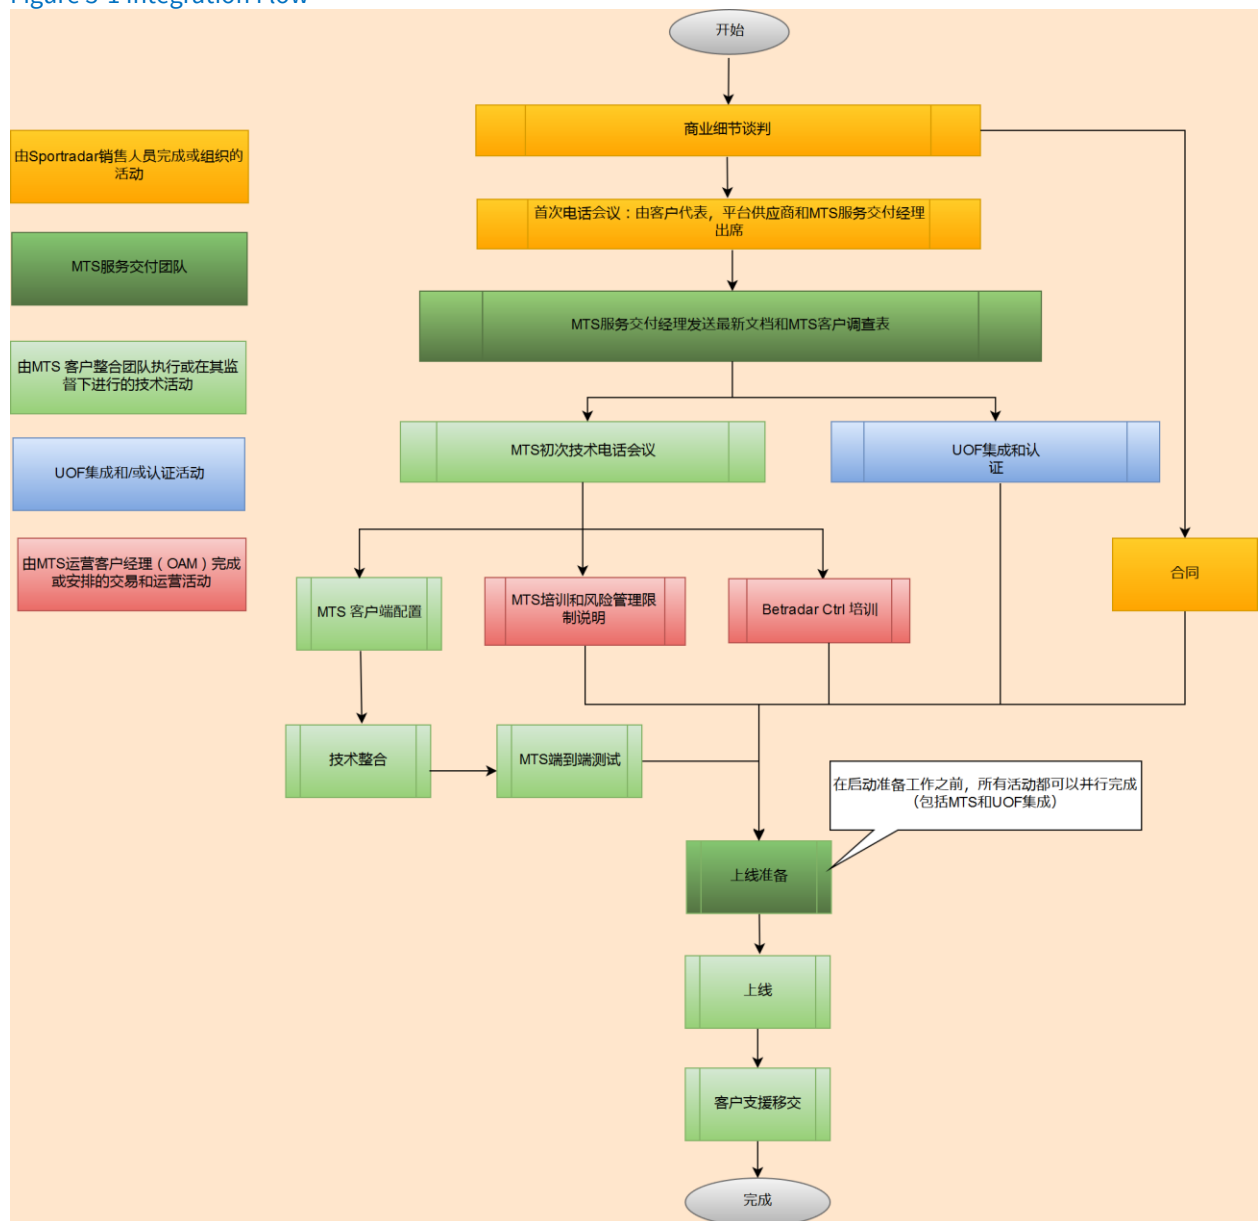 Figure 3-1 Integration Flow
开始
商业细节谈判
由Sportradar销售人员完成或组织的
活动
首次电话会议：由客户代表，平台供应商和MTS服务交付经理
出席
MTS服务交付团队
MTS服务交付经理发送最新文档和MTS客户调查表
由MTS 客户整合团队执行或在其监
督下进行的技术活动
MTS初次技术电话会议
UOF集成和认
证
UOF集成和/或认证活动
由MTS运营客户经理（OAM）完成
或安排的交易和运营活动
合同
MTS 客户端配置
MTS培训和风险管理限
制说明
Betradar Ctrl 培训
技术整合
MTS端到端测试
在启动准备工作之前，所有活动都可以并行完成
（包括MTS和UOF集成）
上线准备
上线
客户支援移交
完成